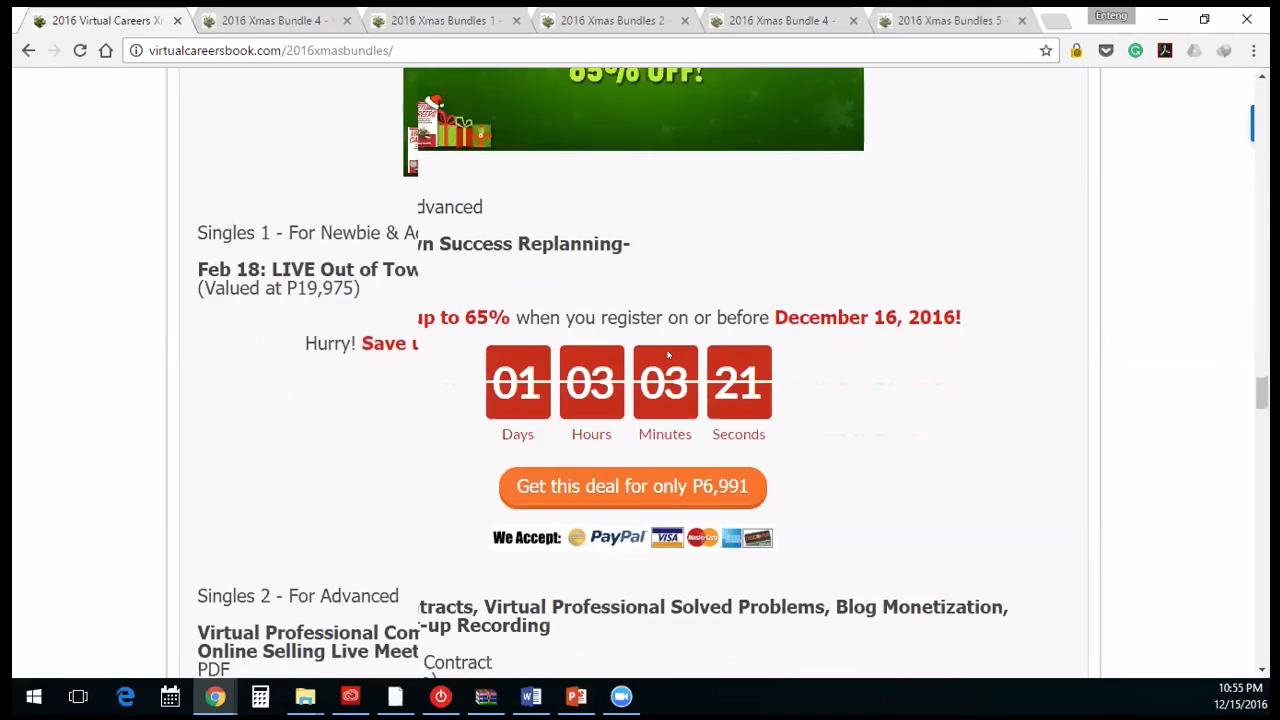 2016 Virtual Careers X
2016 Xmas Bundle 4 -
2016 Xmas Bundles 1 -
2016 Xmas Bundles 2
2016 Xmas Bundle 4 -
2016 Xmas Bundles 5
Enteng
virtualcareersbook.com/2016xmasbundles/
65% OFF!
dvanced
Singles 1 - For Newbie & A
wn Success Replanning-
Feb 18: LIVE Out of Tow
(Valued at P19,975)
up to 65% when you register on or before December 16, 2016!
Hurry! Save u
01 03 03 21
Days Hours Minutes Seconds
Get this deal for only P6,991
We Accept: PayPal VISA MasterCard
Singles 2 - For Advanced
tracts, Virtual Professional Solved Problems, Blog Monetization,
-up Recording
Virtual Professional Con
Online Selling Live Meet
Contract
PDF
10:55 PM
12/15/2016